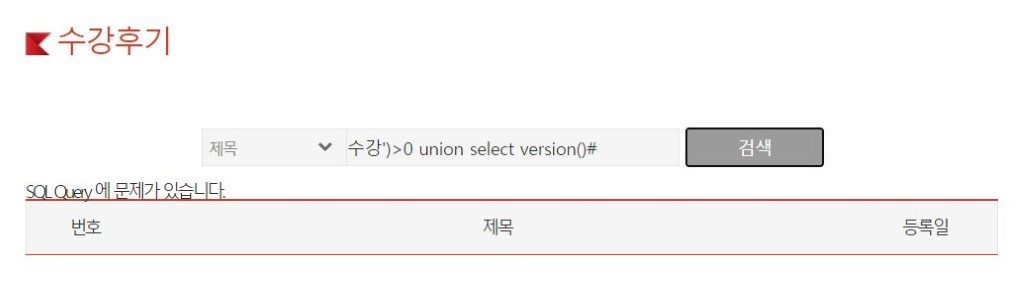 수강후기
제목 수강')>0 union select version()# 검색
SQL Query 에 문제가 있습니다.
번호 제목 등록일